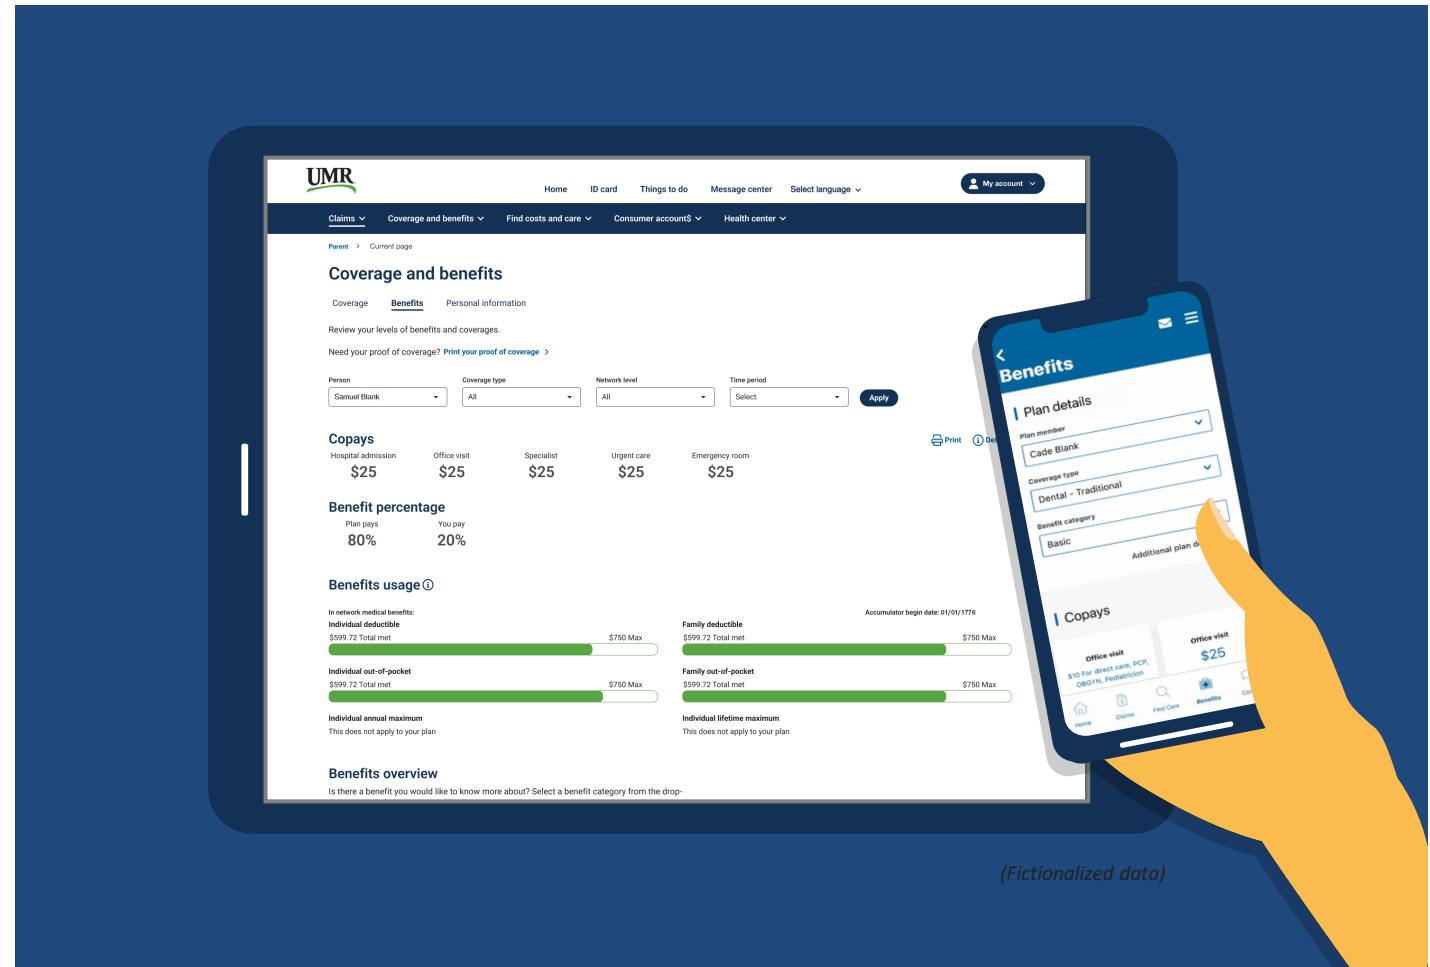 UMR
Home ID card Things to do Message center Select language
My account
Claims Coverage and benefits Find costs and care Consumer account$ Health center
Parent > Current page
Coverage and benefits
Coverage Benefits Personal information
Review your levels of benefits and coverages.
Need your proof of coverage? Print your proof of coverage >
Person Coverage type Network level Time period
Samuel Blank All All Select Apply
Copays
Print
Hospital admission Office visit Specialist Urgent care Emergency room
$25 $25 $25 $25 $25
Benefit percentage
Plan pays You pay
80% 20%
Benefits usage
In network medical benefits: Accumulator begin date: 01/01/1776
Individual deductible Family deductible
$599.72 Total met $750 Max $599.72 Total met $750 Max
Individual out-of-pocket Family out-of-pocket
$599.72 Total met $750 Max $599.72 Total met $750 Max
Individual annual maximum Individual lifetime maximum
This does not apply to your plan This does not apply to your plan
Benefits overview
Is there a benefit you would like to know more about? Select a benefit category from the drop-
Benefits
Plan details
Plan member
Cade Blank
Coverage type
Dental - Traditional
Benefit category
Basic
Additional plan
Copays
Office visit
$10 For direct care, PCP,
OBGYN, Pediatricion
Office visit
$25
Home Claims Find Care Benefits
(Fictionalized data)